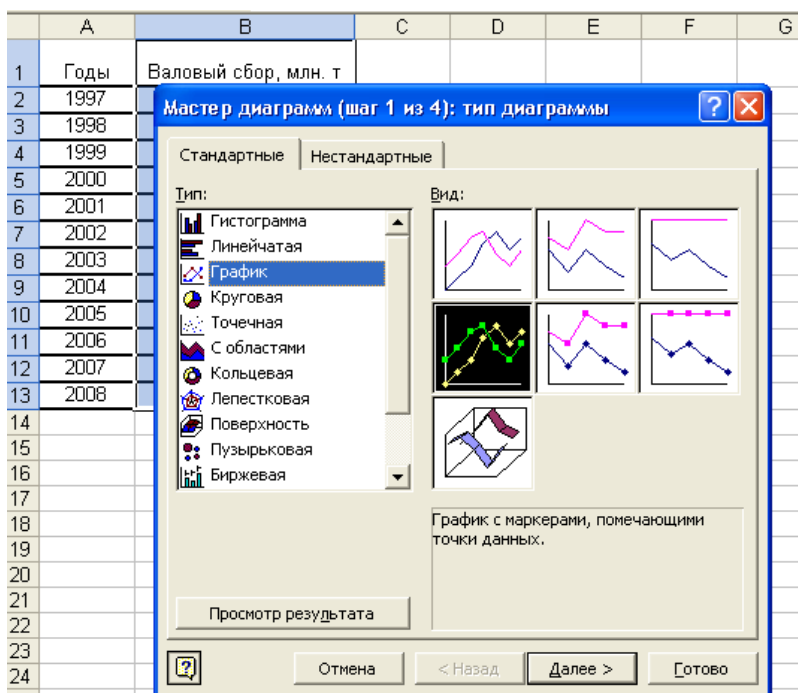 A B C D E F G
1 Годы Валовый сбор, млн. т
2 1997
3 1998
4 1999
5 2000
6 2001
7 2002
8 2003
9 2004
10 2005
11 2006
12 2007
13 2008
14
15
16
17
18
19
20
21
22
23
24
Мастер диаграмм (шаг 1 из 4): тип диаграммы
Стандартные Нестандартные
Тип: Вид:
Гистограмма
Линейчатая
График
Круговая
Точечная
С областями
Кольцевая
Лепестковая
Поверхность
Пузырьковая
Биржевая
График с маркерами, помечающими
точки данных.
Просмотр результата
Отмена < Назад Далее > Готово